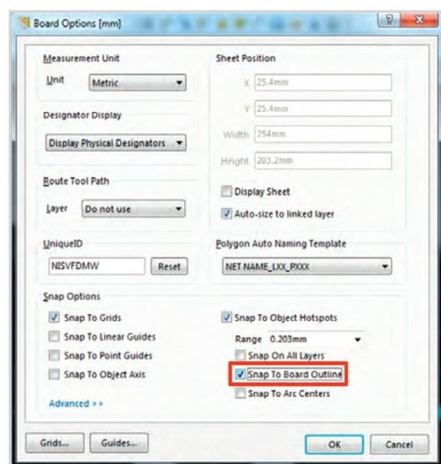 Board Options [mm]
Measurement Unit
Unit Metric
Designator Display
Display Physical Designators
Route Tool Path
Layer Do not use
UniqueID
NISVFDMW Reset
Sheet Position
X 25.4mm
Y 25.4mm
Width 254mm
Height 203.2mm
Display Sheet
Auto-size to linked layer
Polygon Auto Naming Template
NET NAME_LXX_PXXX
Snap Options
Snap To Grids
Snap To Linear Guides
Snap To Point Guides
Snap To Object Axis
Advanced >>
Snap To Object Hotspots
Range 0.203mm
Snap On All Layers
Snap To Board Outline
Snap To Arc Centers
Grids... Guides... OK Cancel